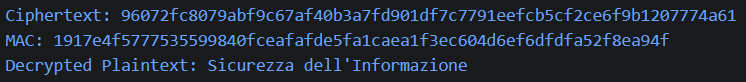 Ciphertext: 96072fc8079abf9c67af40b3a7fd901df7c7791eefcb5cf2ce6f9b1207774a61
MAC: 1917e4f5777535599840fceafafde5fa1caea1f3ec604d6ef6dfdfa52f8ea94f
Decrypted Plaintext: Sicurezza dell'Informazione